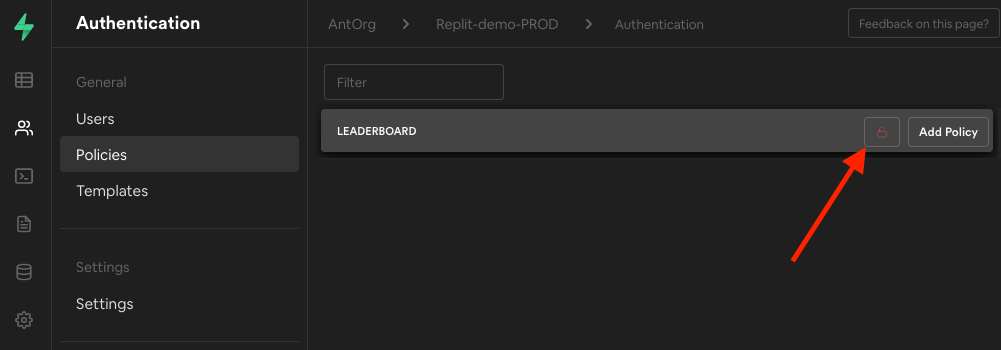 Authentication
AntOrg > Replit-demo-PROD > Authentication
Feedback on this page?
General
Users
Policies
Templates
Settings
Settings
Filter
LEADERBOARD
Add Policy